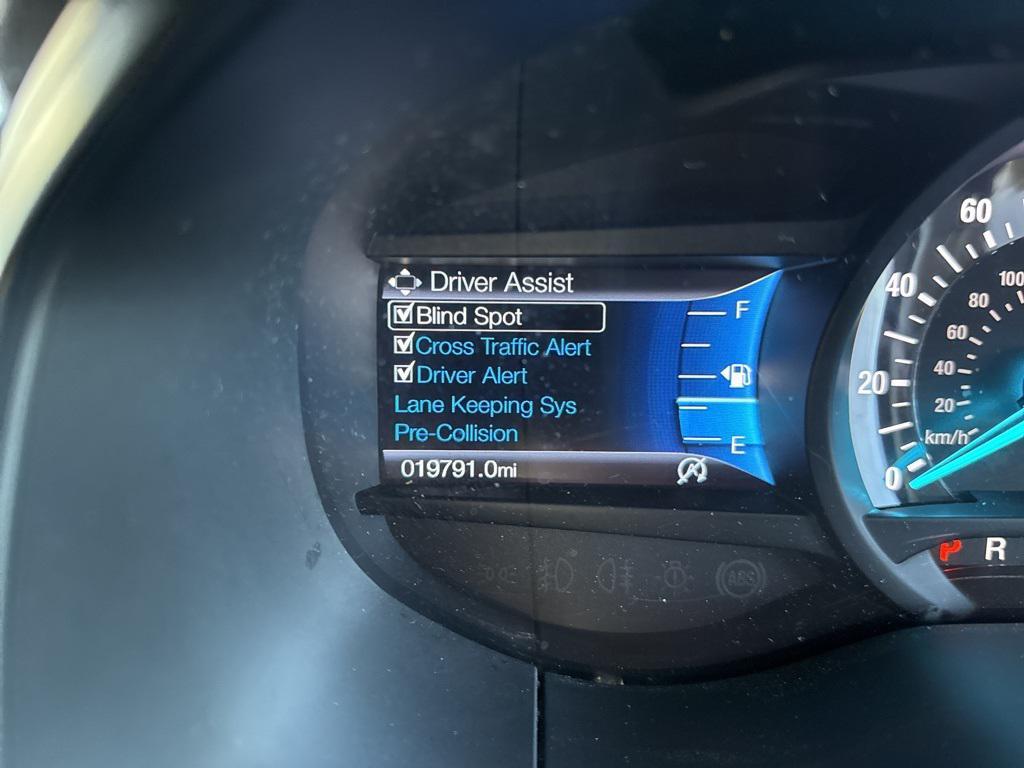 Driver Assist
Blind Spot
Cross Traffic Alert
Driver Alert
Lane Keeping Sys
Pre-Collision
019791.0mi
F
E
60
40
20
0
100
80
60
40
20
km/h
P R
ABS